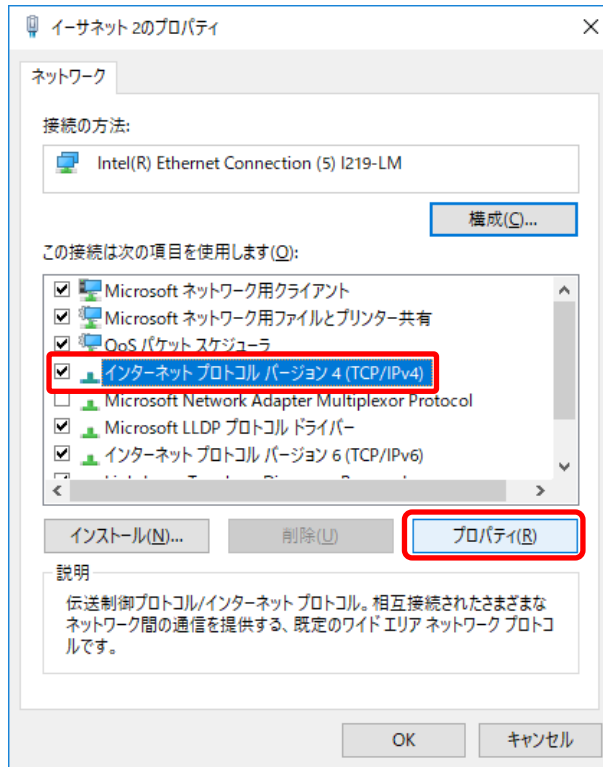 イーサネット 2のプロパティ
ネットワーク
接続の方法:
Intel(R) Ethernet Connection (5) I219-LM
構成(C)...
この接続は次の項目を使用します(O):
Microsoft ネットワーク用クライアント
Microsoft ネットワーク用ファイルとプリンター共有
QoS パケット スケジューラ
インターネット プロトコル バージョン 4 (TCP/IPv4)
Microsoft Network Adapter Multiplexor Protocol
Microsoft LLDP プロトコル ドライバー
インターネット プロトコル バージョン 6 (TCP/IPv6)
インストール(N)...
削除(U)
プロパティ(R)
説明
伝送制御プロトコル/インターネット プロトコル。相互接続されたさまざまな
ネットワーク間の通信を提供する、既定のワイド エリア ネットワーク プロトコ
ルです。
OK
キャンセル